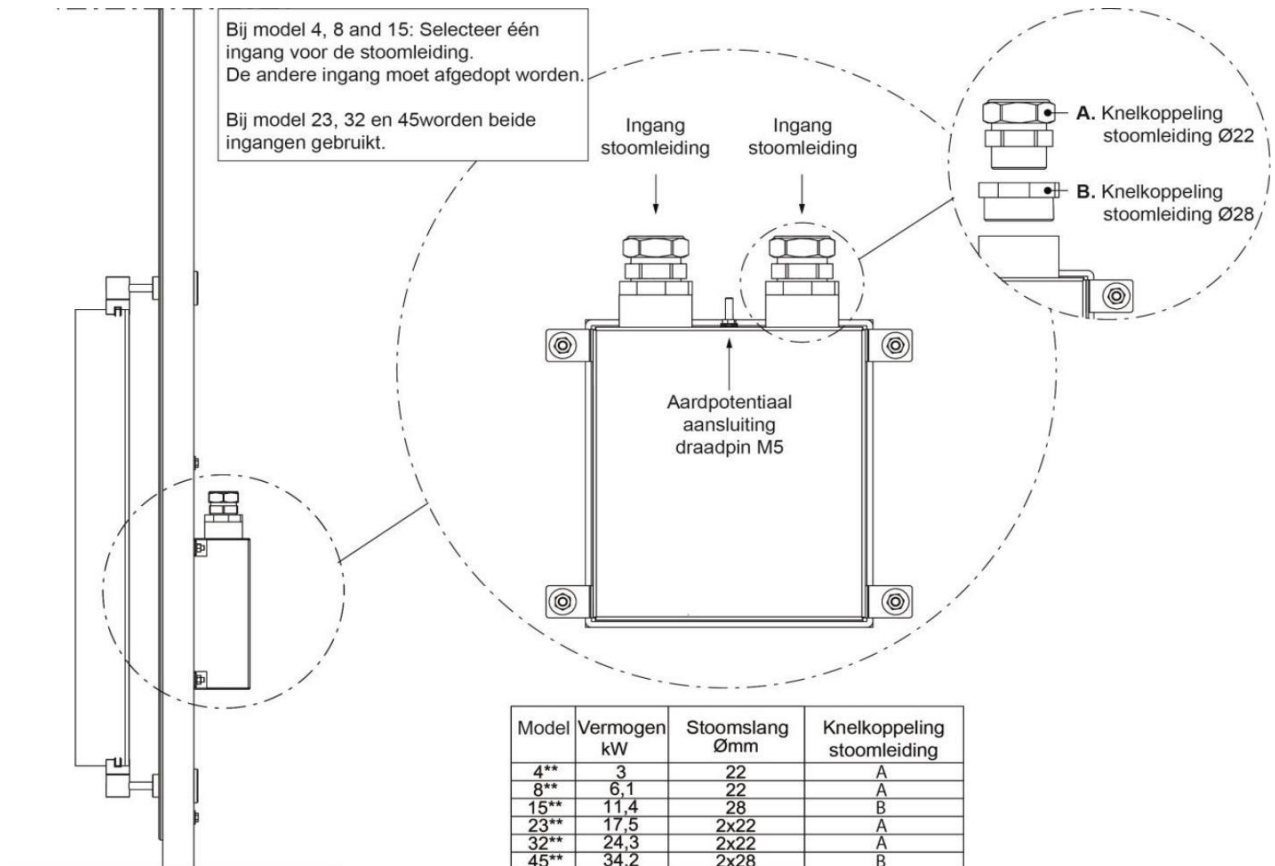 Bij model 4, 8 and 15: Selecteer één
ingang voor de stoomleiding.
De andere ingang moet afgedopt worden.
Bij model 23, 32 en 45worden beide
ingangen gebruikt.
Ingang
stoomleiding
Ingang
stoomleiding
A. Knelkoppeling
stoomleiding Ø22
B. Knelkoppeling
stoomleiding Ø28
Aardpotentiaal
aansluiting
draadpin M5
Model Vermogen kW Stoomslang Ømm Knelkoppeling stoomleiding
4** 3 22 A
8** 6,1 22 A
15** 11,4 28 B
23** 17,5 2x22 A
32** 24,3 2x22 A
45** 34,2 2x28 B